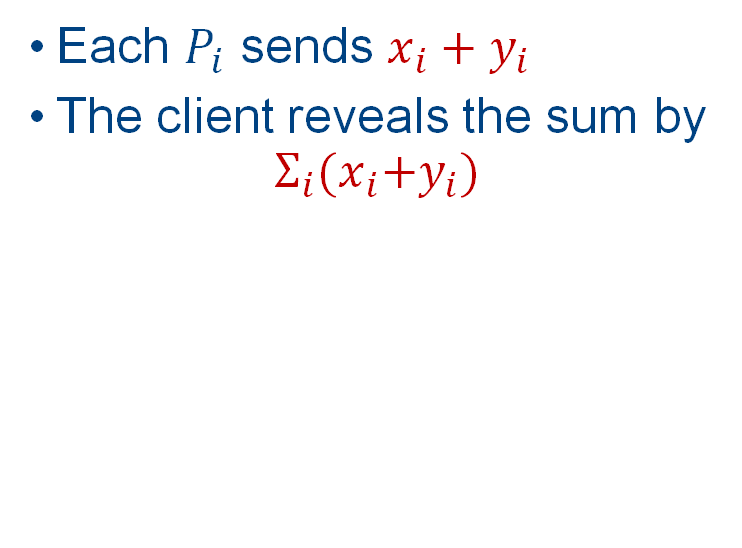 • Each Pᵢ sends xᵢ + yᵢ
• The client reveals the sum by
Σᵢ(xᵢ+yᵢ)